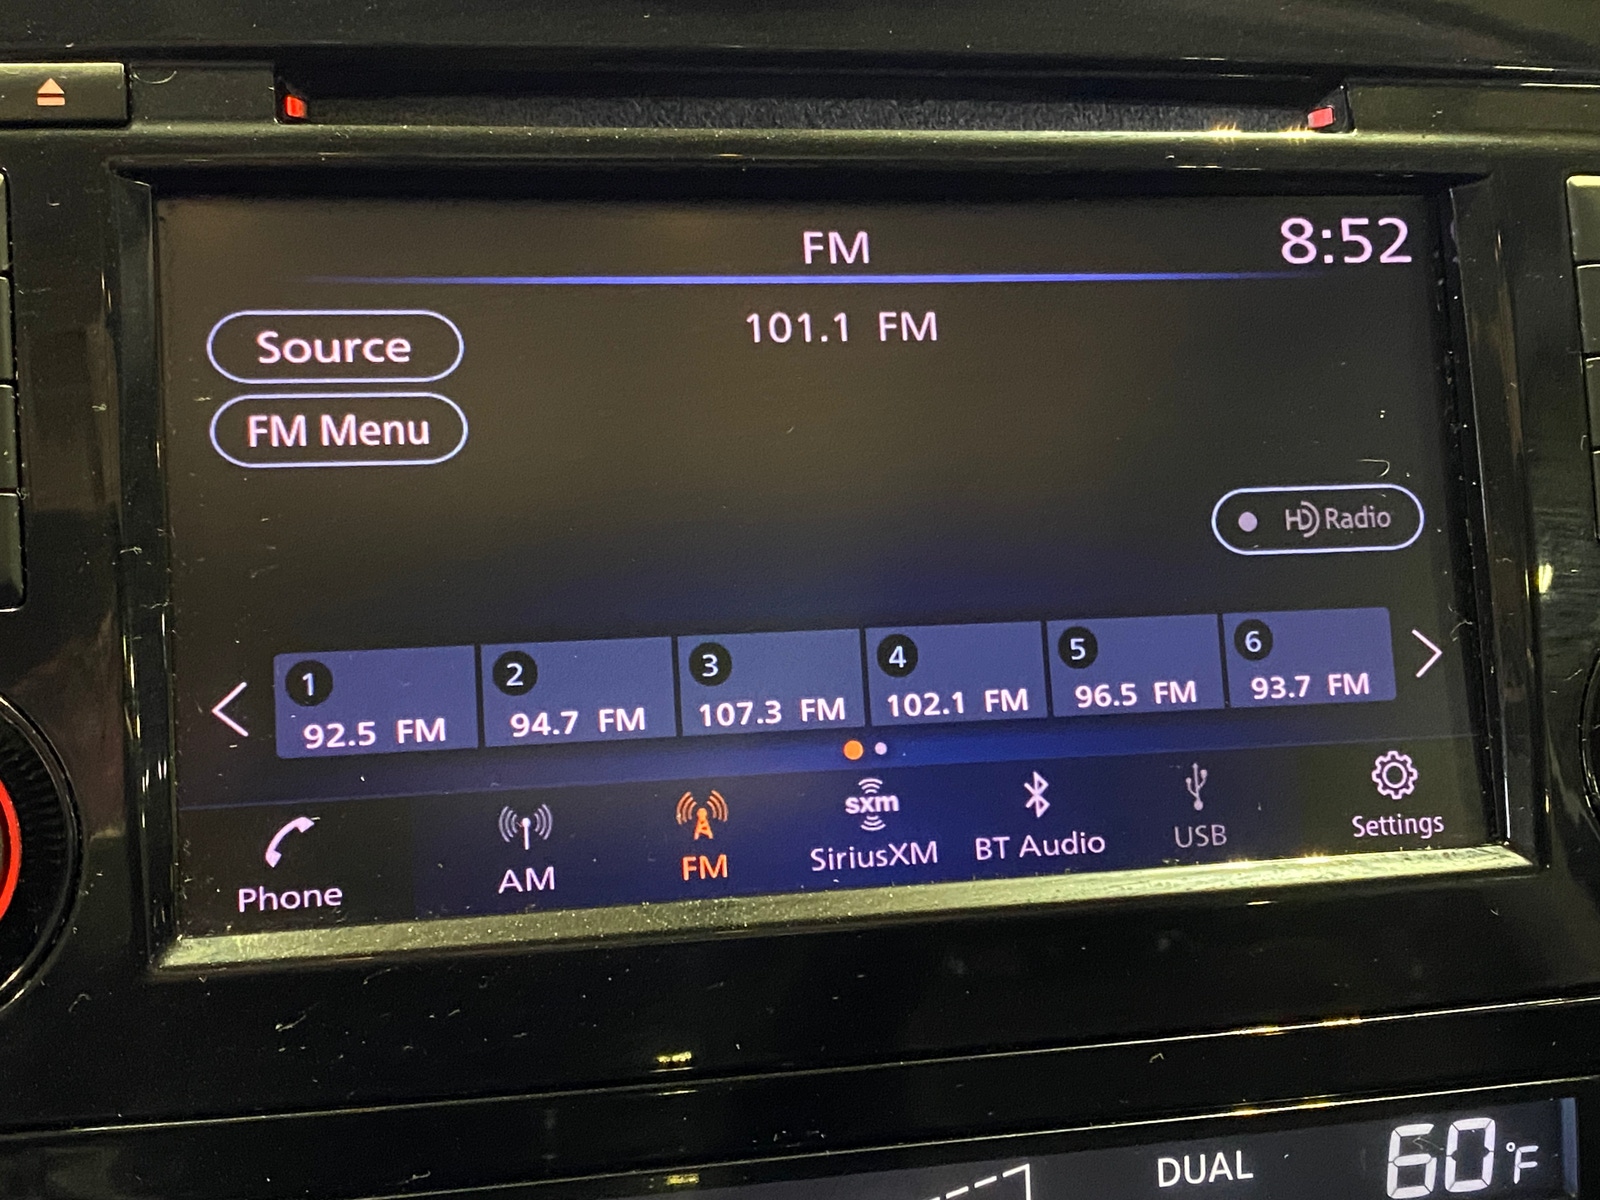 FM
8:52
101.1 FM
Source
FM Menu
HD Radio
1
92.5 FM
2
94.7 FM
3
107.3 FM
4
102.1 FM
5
96.5 FM
6
93.7 FM
Phone
AM
FM
sxm
SiriusXM
BT Audio
USB
Settings
DUAL
60°F